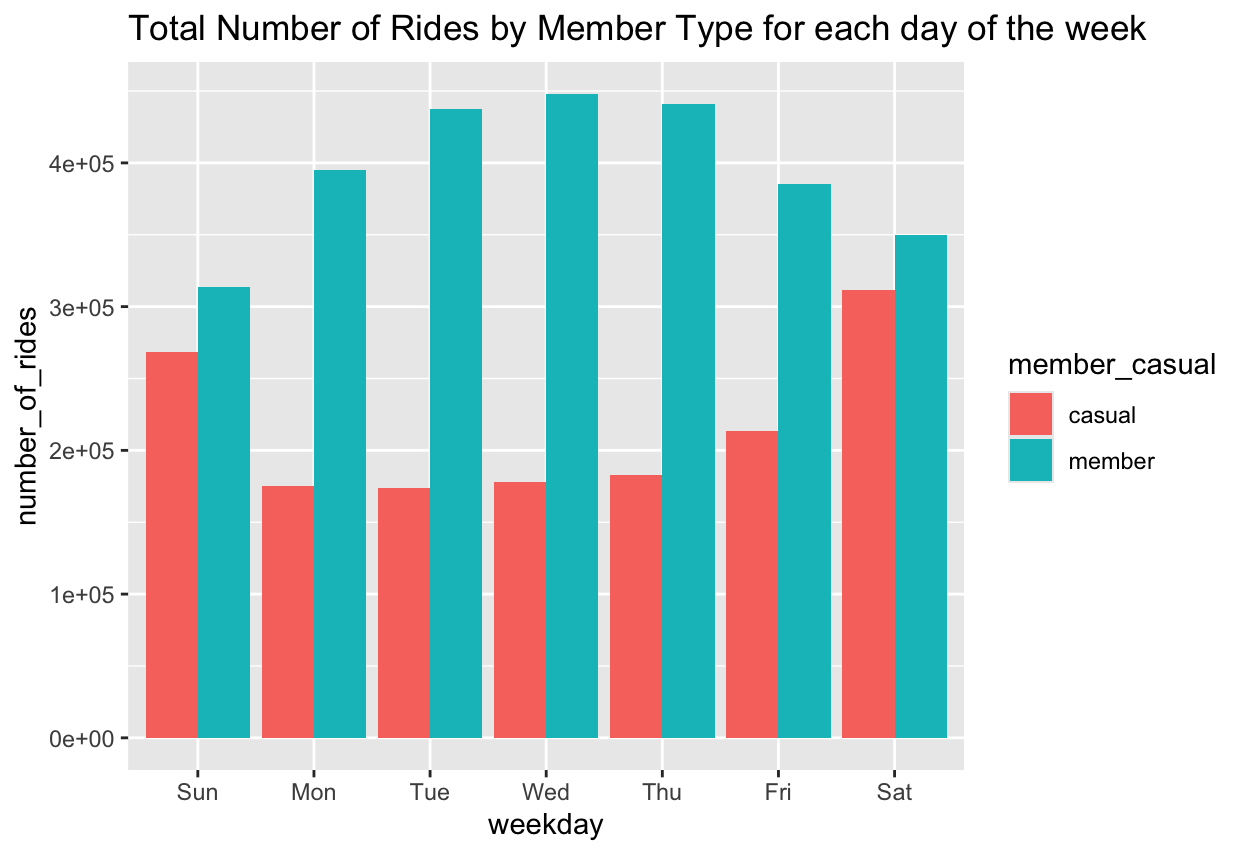 Total Number of Rides by Member Type for each day of the week
number_of_rides
4e+05
3e+05
2e+05
1e+05
0e+00
Sun Mon Tue Wed Thu Fri Sat
weekday
member_casual
casual
member